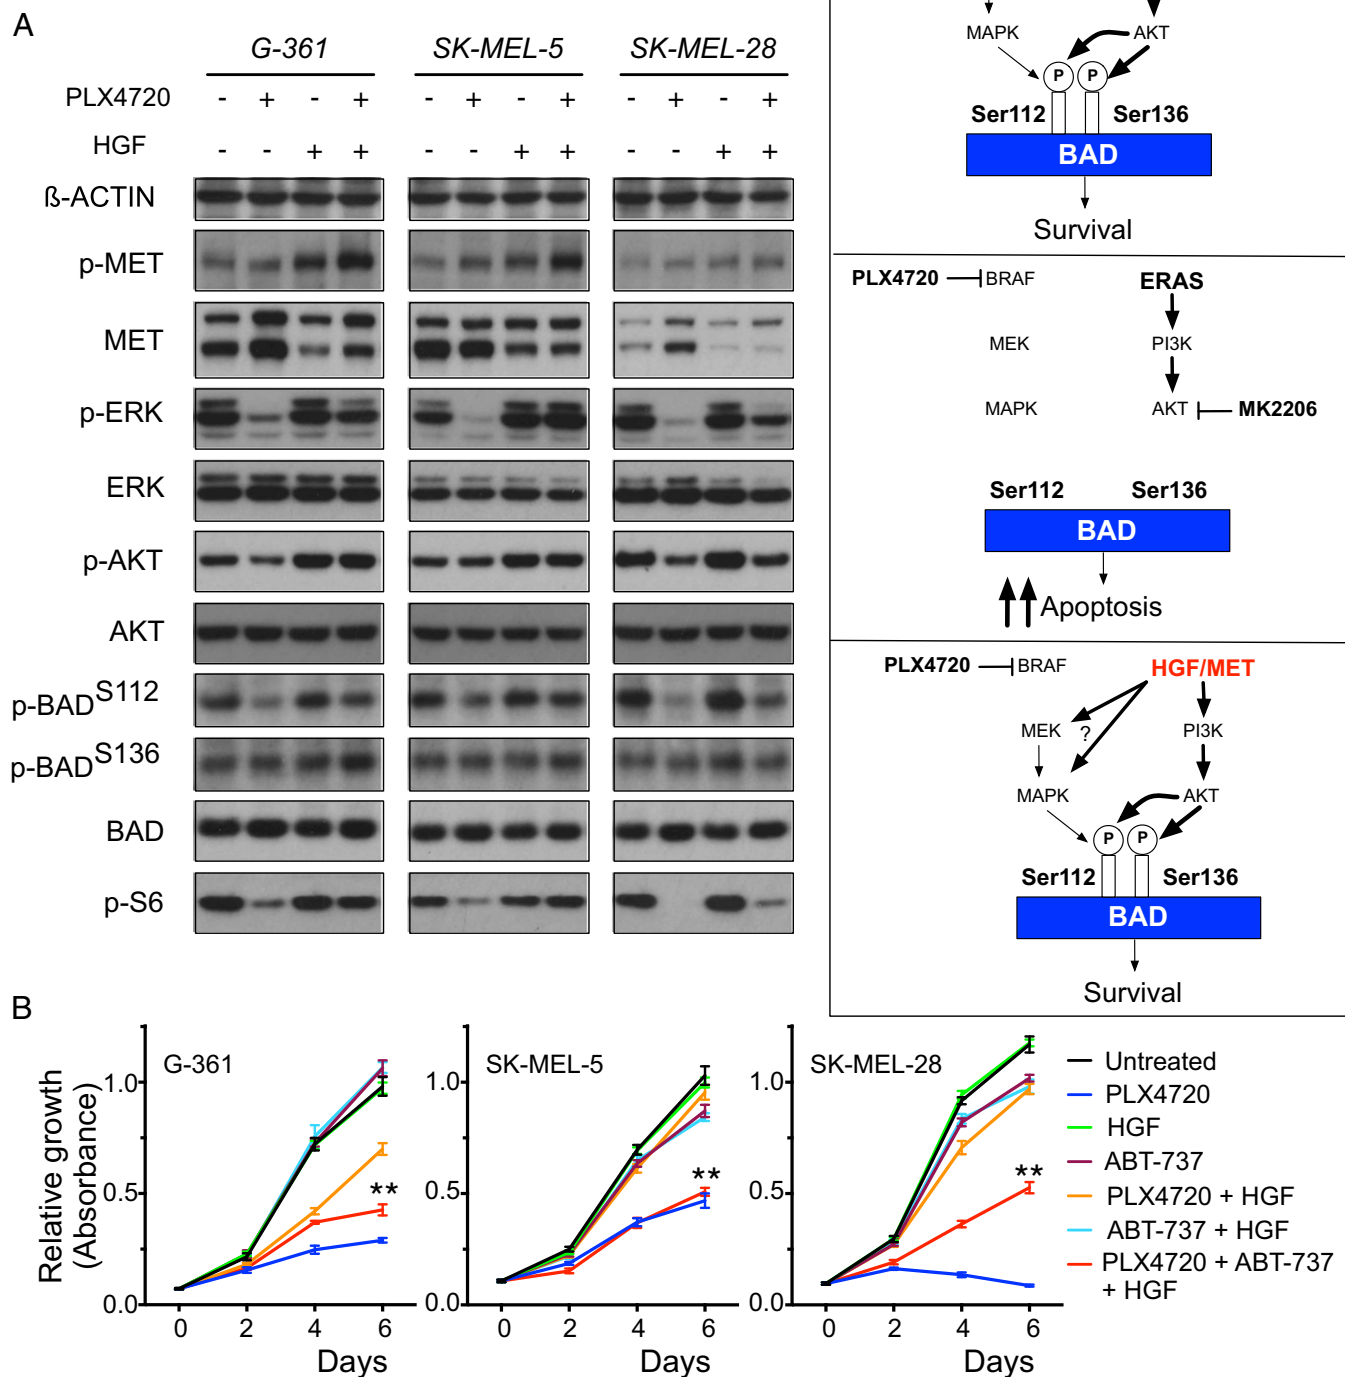 A
G-361 SK-MEL-5 SK-MEL-28
PLX4720 - + - + - + - + - + - +
HGF - - + + - - + + - - + +
ß-ACTIN
p-MET
MET
p-ERK
ERK
p-AKT
AKT
p-BAD S112
p-BAD S136
BAD
p-S6
MAPK AKT
P P
Ser112 Ser136
BAD
Survival
PLX4720 BRAF ERAS
MEK PI3K
MAPK AKT MK2206
Ser112 Ser136
BAD
Apoptosis
PLX4720 BRAF HGF/MET
MEK ? PI3K
MAPK AKT
P P
Ser112 Ser136
BAD
Survival
B
Relative growth
(Absorbance)
G-361
1.0
0.5
0.0
0 2 4 6
Days
**
SK-MEL-5
1.0
0.5
0.0
0 2 4 6
Days
**
SK-MEL-28
1.0
0.5
0.0
0 2 4 6
Days
**
Untreated
PLX4720
HGF
ABT-737
PLX4720 + HGF
ABT-737 + HGF
PLX4720 + ABT-737
+ HGF